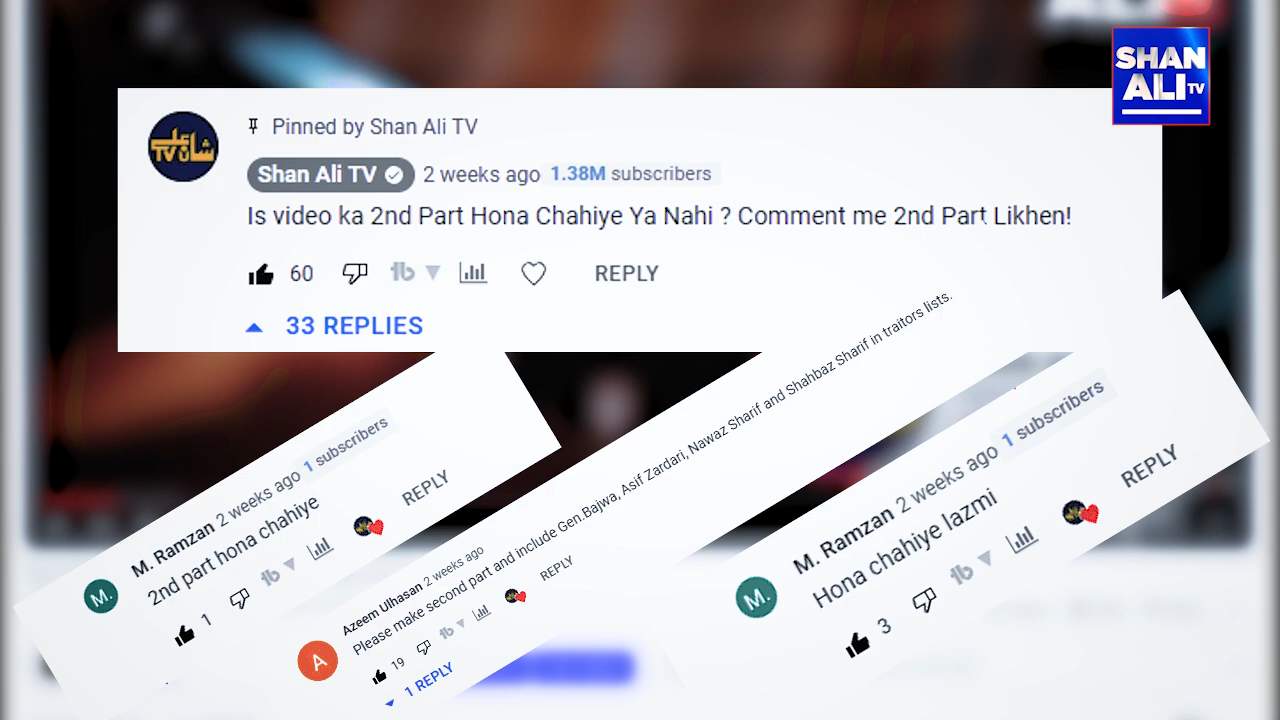 SHAN
ALI TV
شان علی
TV
Pinned by Shan Ali TV
Shan Ali TV 2 weeks ago 1.38M subscribers
Is video ka 2nd Part Hona Chahiye Ya Nahi ? Comment me 2nd Part Likhen!
60 REPLY
33 REPLIES
M. M. Ramzan 2 weeks ago 1 subscribers
2nd part hona chahiye
1 REPLY
A Azeem Ulhasan 2 weeks ago
Please make second part and include Gen.Bajwa, Asif Zardari, Nawaz Sharif and Shahbaz Sharif in traitors lists.
19 REPLY
1 REPLY
M. M. Ramzan 2 weeks ago 1 subscribers
Hona chahiye lazmi
3 REPLY